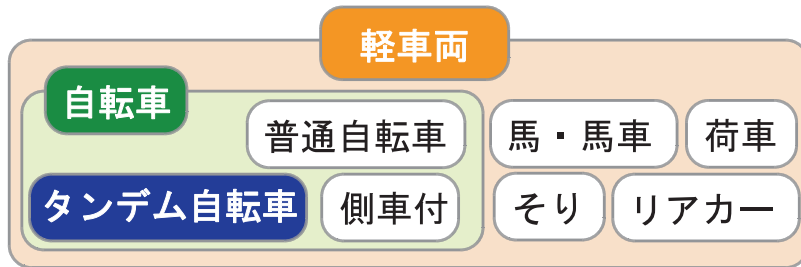 軽車両
自転車
普通自転車
馬・馬車
荷車
タンデム自転車
側車付
そり
リアカー